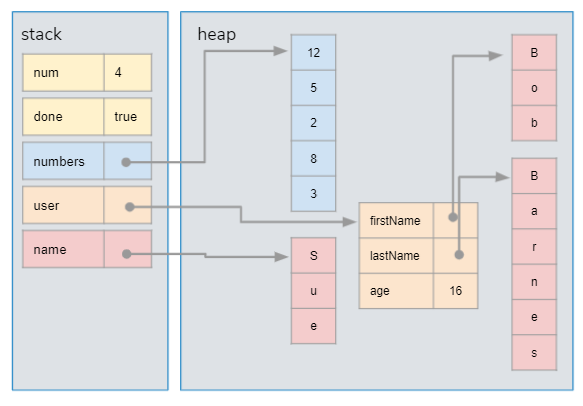 stack
num 4
done true
numbers
user
name
heap
12
5
2
8
3
S
u
e
firstName
lastName
age 16
B
o
b
B
a
r
n
e
s